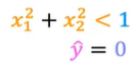 x₁² + x₂² < 1
ŷ = 0